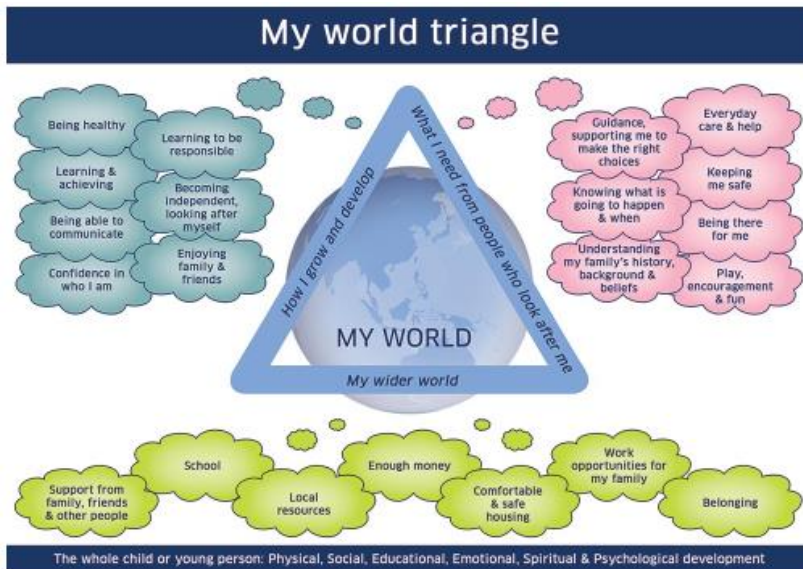 My world triangle
Being healthy
Learning to be
responsible
Learning &
achieving
Becoming
independent,
looking after
myself
Being able to
communicate
Enjoying
family &
friends
Confidence in
who I am
How I grow and develop
What I need from people who look after me
MY WORLD
My wider world
Guidance,
supporting me to
make the right
choices
Everyday
care & help
Keeping
me safe
Knowing what is
going to happen
& when
Being there
for me
Understanding
my family's history,
background &
beliefs
Play,
encouragement
& fun
Support from
family, friends
& other people
School
Local
resources
Enough money
Comfortable
& safe
housing
Work
opportunities for
my family
Belonging
The whole child or young person: Physical, Social, Educational, Emotional, Spiritual & Psychological development